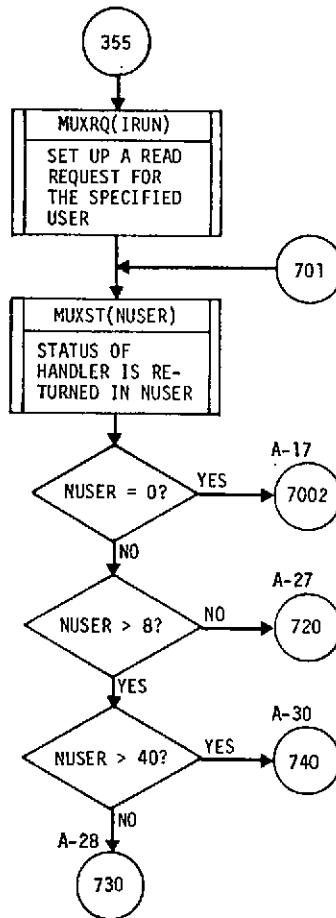 355
MUXRQ(IRUN)
SET UP A READ
REQUEST FOR
THE SPECIFIED
USER
701
MUXST(NUSER)
STATUS OF
HANDLER IS RE-
TURNED IN NUSER
A-17
NUSER = 0?
YES
7002
NO
A-27
NUSER > 8?
NO
720
YES
A-30
NUSER > 40?
YES
740
NO
A-28
730